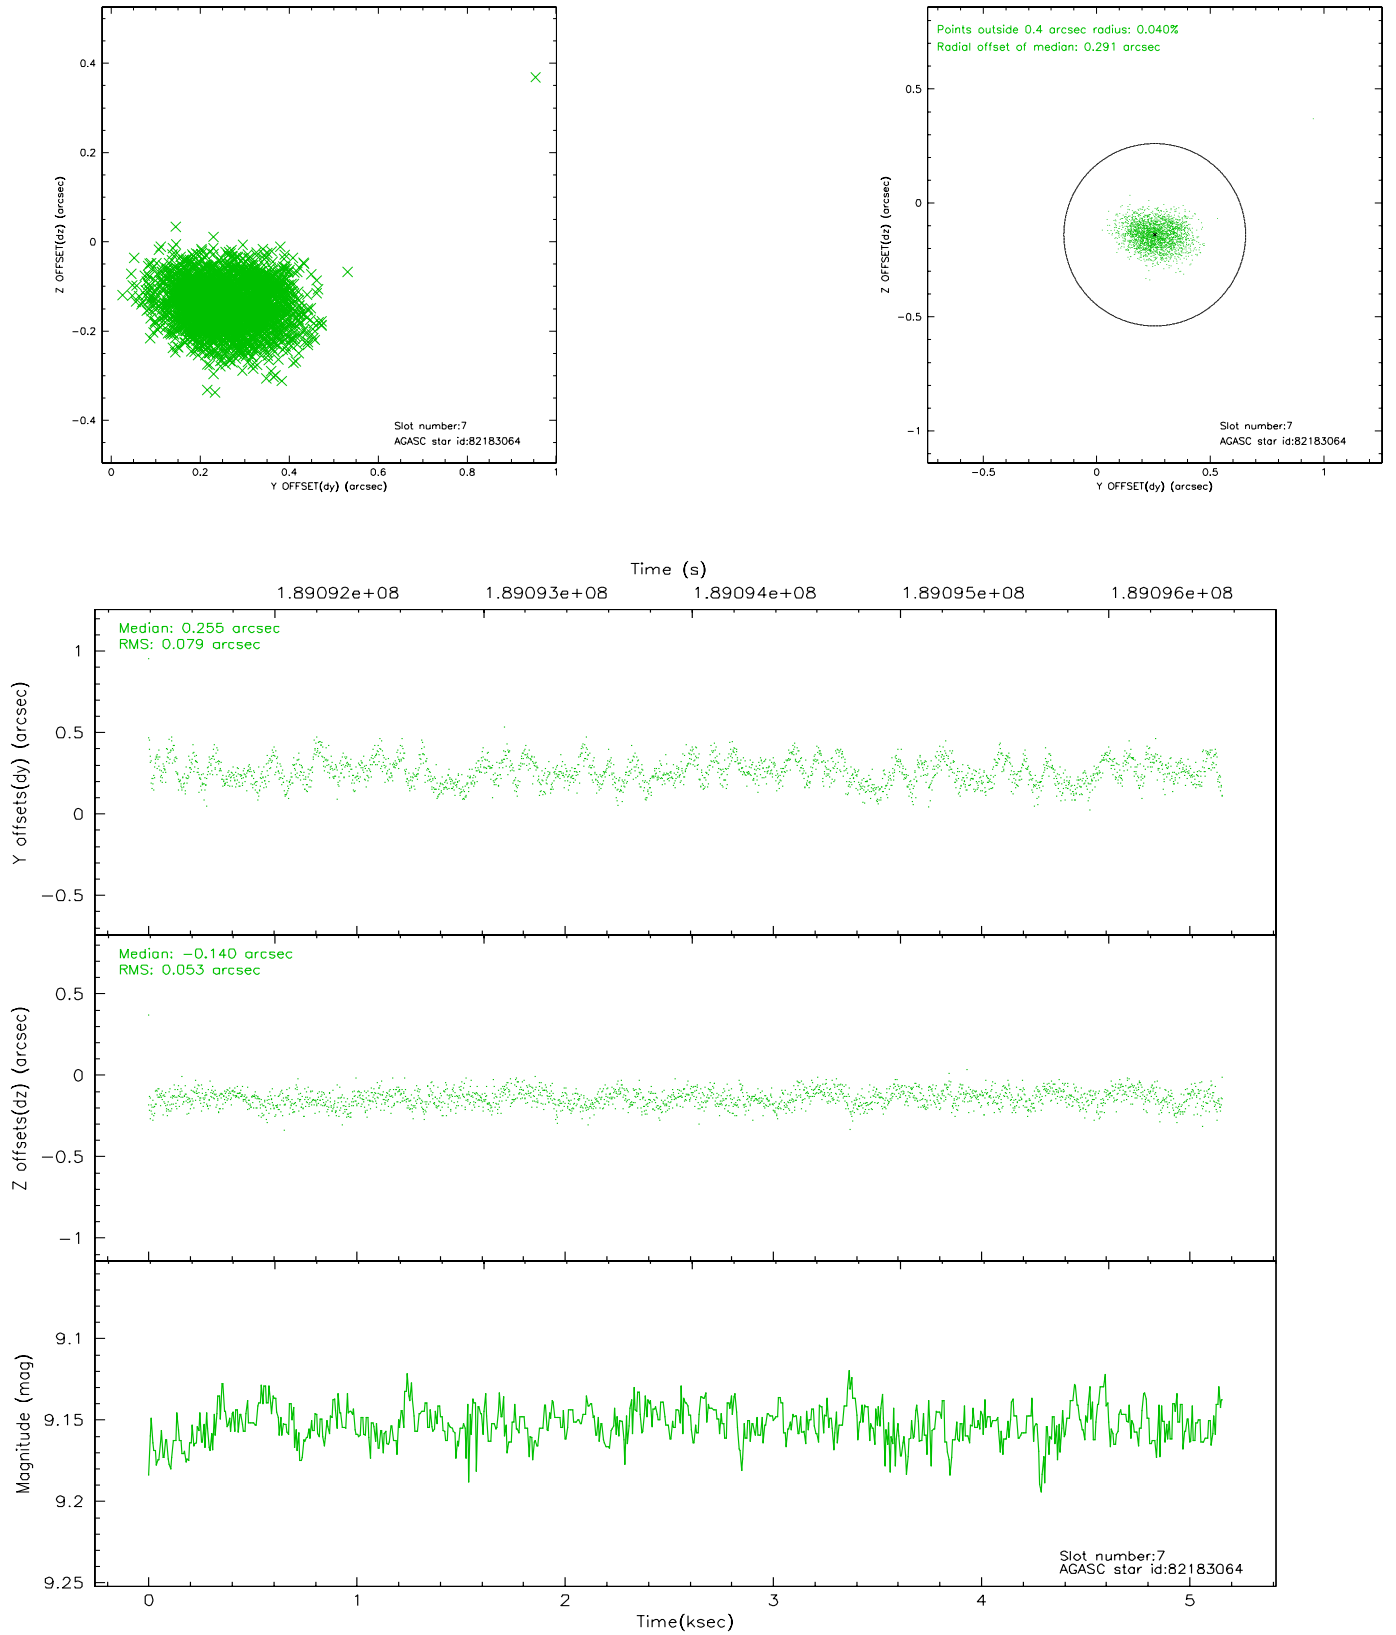 0.4
0.2
0
−0.2
−0.4
Z OFFSET(dz) (arcsec)
Slot number:7
AGASC star id:82183064
0 0.2 0.4 0.6 0.8 1
Y OFFSET(dy) (arcsec)
Points outside 0.4 arcsec radius: 0.040%
Radial offset of median: 0.291 arcsec
0.5
0
−0.5
−1
Z OFFSET(dz) (arcsec)
Slot number:7
AGASC star id:82183064
−0.5 0 0.5 1
Y OFFSET(dy) (arcsec)
Time (s)
1.89092e+08 1.89093e+08 1.89094e+08 1.89095e+08 1.89096e+08
Median: 0.255 arcsec
RMS: 0.079 arcsec
1
0.5
0
−0.5
Y offsets(dy) (arcsec)
Median: −0.140 arcsec
RMS: 0.053 arcsec
0.5
0
−0.5
−1
Z offsets(dz) (arcsec)
9.1
9.15
9.2
9.25
Magnitude (mag)
Slot number:7
AGASC star id:82183064
0 1 2 3 4 5
Time(ksec)